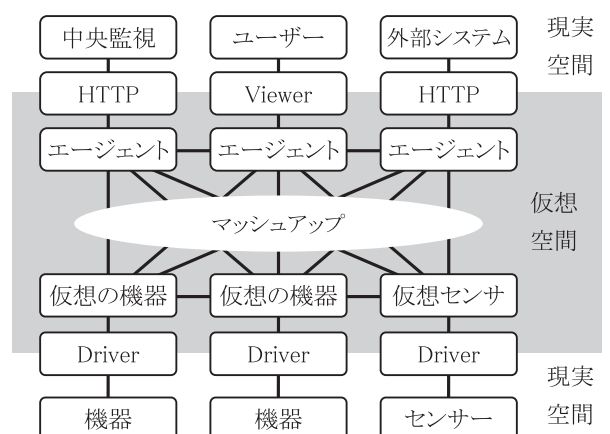 中央監視
ユーザー
外部システム
現実
空間
HTTP
Viewer
HTTP
エージェント
エージェント
エージェント
マッシュアップ
仮想
空間
仮想の機器
仮想の機器
仮想センサ
Driver
Driver
Driver
現実
空間
機器
機器
センサー